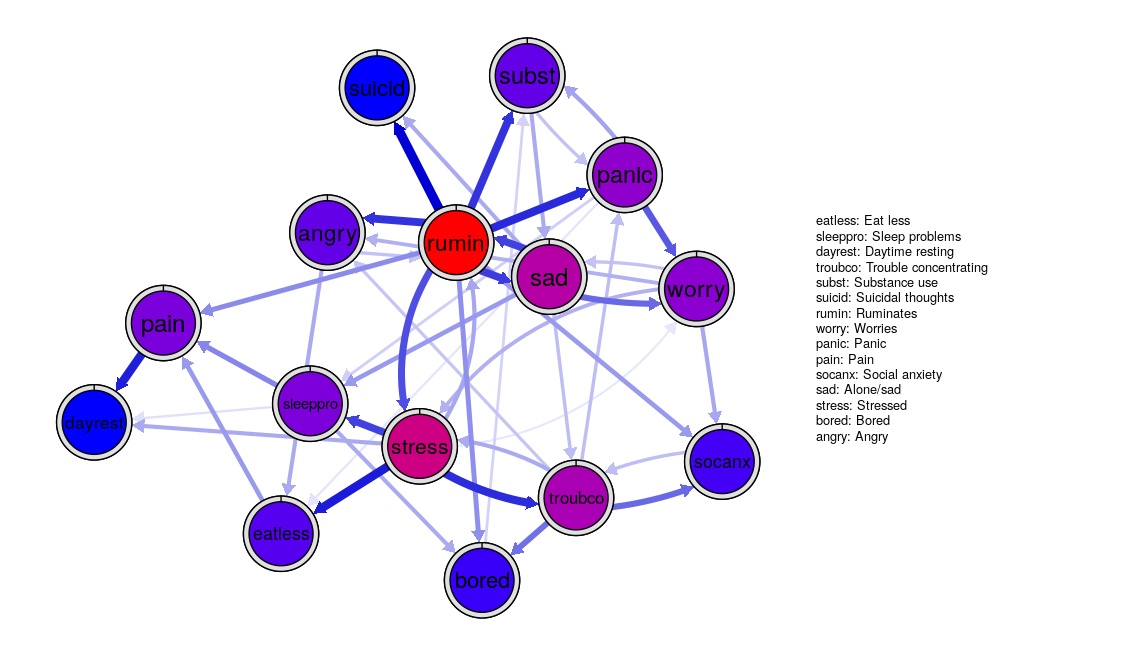 subst
suicid
panic
angry
rumin
sad
worry
pain
sleeppro
dayrest
stress
socanx
troubco
eatless
bored
eatless: Eat less
sleeppro: Sleep problems
dayrest: Daytime resting
troubco: Trouble concentrating
subst: Substance use
suicid: Suicidal thoughts
rumin: Ruminates
worry: Worries
panic: Panic
pain: Pain
socanx: Social anxiety
sad: Alone/sad
stress: Stressed
bored: Bored
angry: Angry